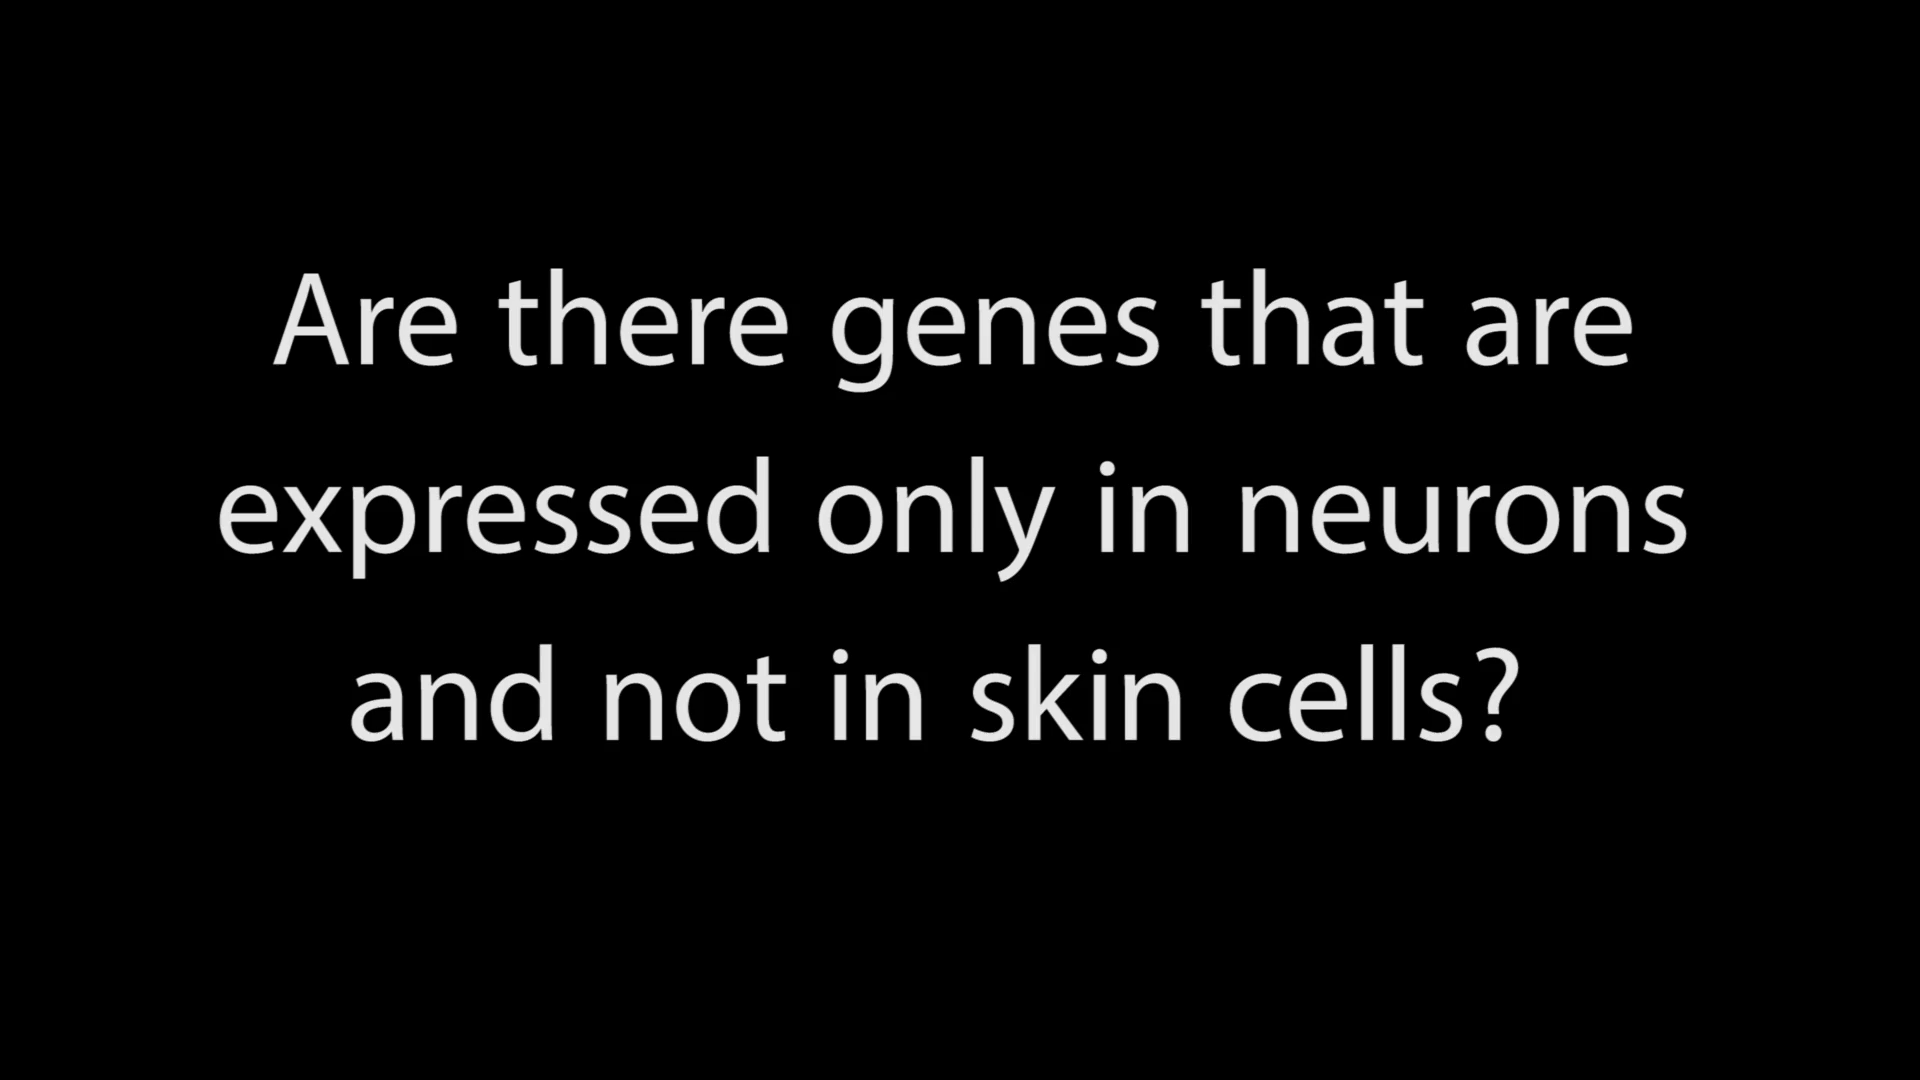 Are there genes that are
expressed only in neurons
and not in skin cells?